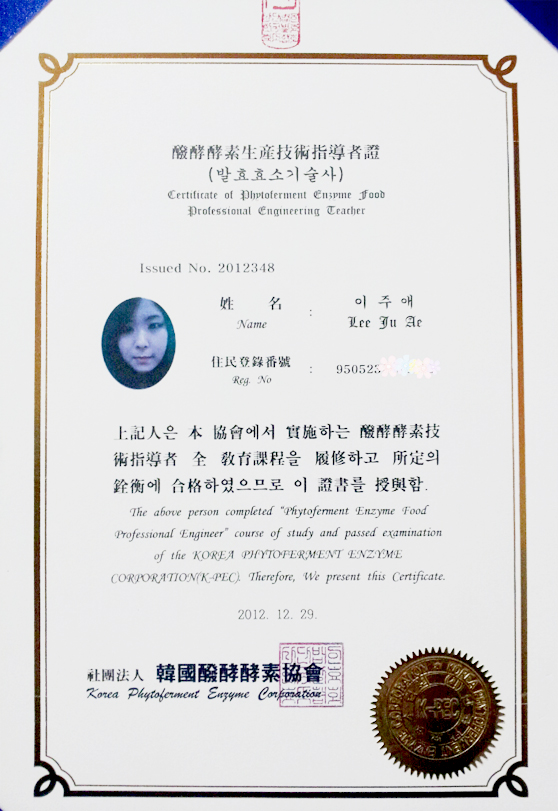 醱酵酵素生産技術指導者證
(발효효소기술사)
Certificate of Phytoferment Enzyme Food
Professional Engineering Teacher
Issued No. 2012348
姓 名 : 이 주 애
Name Lee Ju Ae
住民登錄番號 : 950523
Reg. No
上記人은 本 協會에서 實施하는 醱酵酵素技
術指導者 全 敎育課程을 履修하고 所定의
銓衡에 合格하였으므로 이 證書를 授與함.
The above person completed "Phytoferment Enzyme Food
Professional Engineer" course of study and passed examination
of the KOREA PHYTOFERMENT ENZYME
CORPORATION(K-PEC). Therefore, We present this Certificate.
2012. 12. 29.
社團法人 韓國醱酵酵素協會
Korea Phytoferment Enzyme Corporation
K-PEC